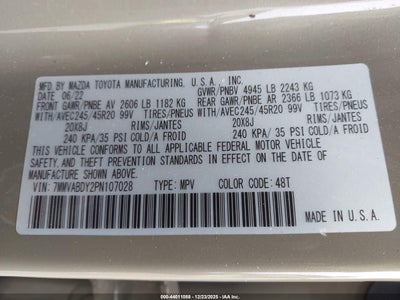 MFD. BY MAZDA TOYOTA MANUFACTURING, U.S.A., INC.
DATE 06/22 GVWR/PNBV 4945 LB 2243 KG
FRONT GAWR/PNBE AV 2606 LB 1182 KG REAR GAWR/PNBE AR 2366 LB 1073 KG
WITH/AVEC 245/45R20 99V TIRES/PNEUS WITH/AVEC 245/45R20 99V TIRES/PNEUS
20X8J RIMS/JANTES 20X8J RIMS/JANTES
240 KPA/ 35 PSI COLD/A FROID 240 KPA/ 35 PSI COLD/A FROID
THIS VEHICLE CONFORMS TO ALL APPLICABLE FEDERAL MOTOR VEHICLE
SAFETY AND THEFT PREVENTION STANDARDS IN EFFECT ON THE DATE OF
MANUFACTURE SHOWN ABOVE.
VIN: 7MMVABDY2PN107028 TYPE: MPV COLOR CODE: 48T
MADE IN U.S.A.
000-44011088 - 12/23/2025 - IAA Inc.